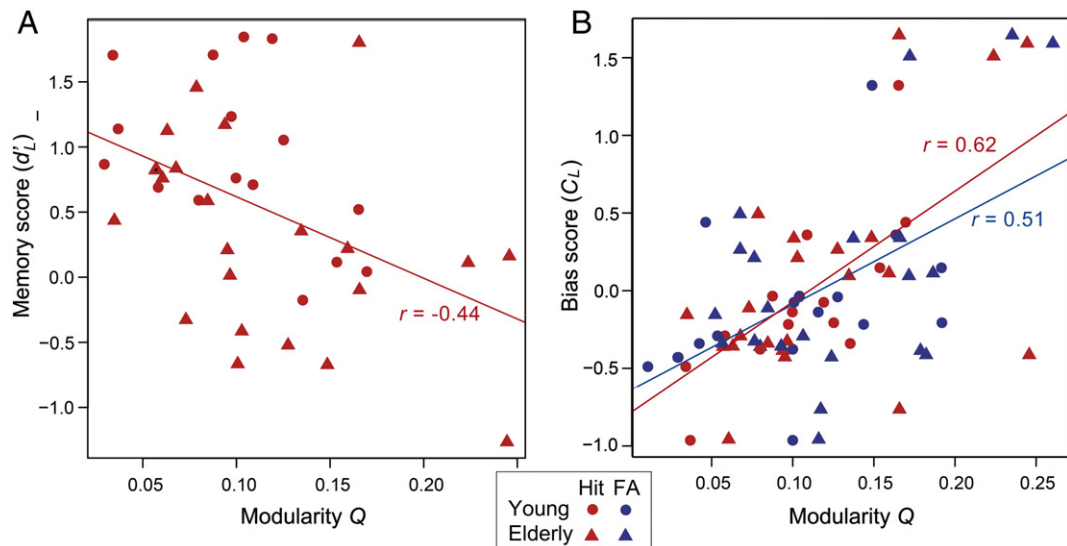 A
B
Memory score (d'L)
1.5
1.0
0.5
0.0
−0.5
−1.0
r = -0.44
0.05
0.10
0.15
0.20
Modularity Q
Bias score (CL)
1.5
1.0
0.5
0.0
−0.5
−1.0
r = 0.62
r = 0.51
0.05
0.10
0.15
0.20
0.25
Modularity Q
Hit FA
Young
Elderly